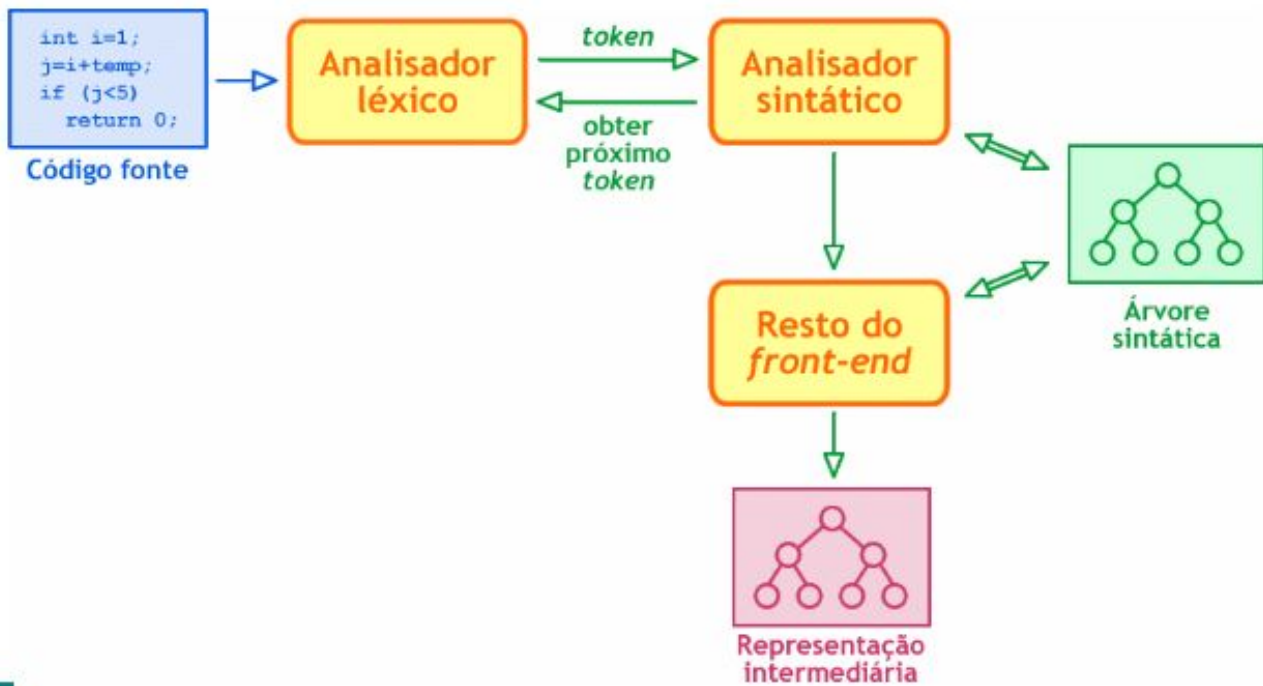 int i=1;
j=i+temp;
if (j<5)
return 0;
Código fonte
Analisador
léxico
token
obter
próximo
token
Analisador
sintático
Árvore
sintática
Resto do
front-end
Representação
intermediária